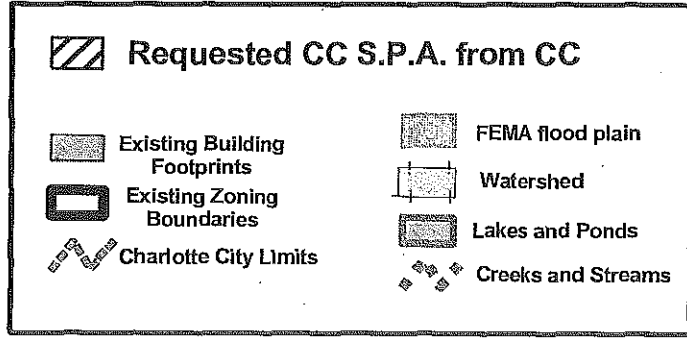 Requested CC S.P.A. from CC
Existing Building
Footprints
Existing Zoning
Boundaries
Charlotte City Limits
FEMA flood plain
Watershed
Lakes and Ponds
Creeks and Streams